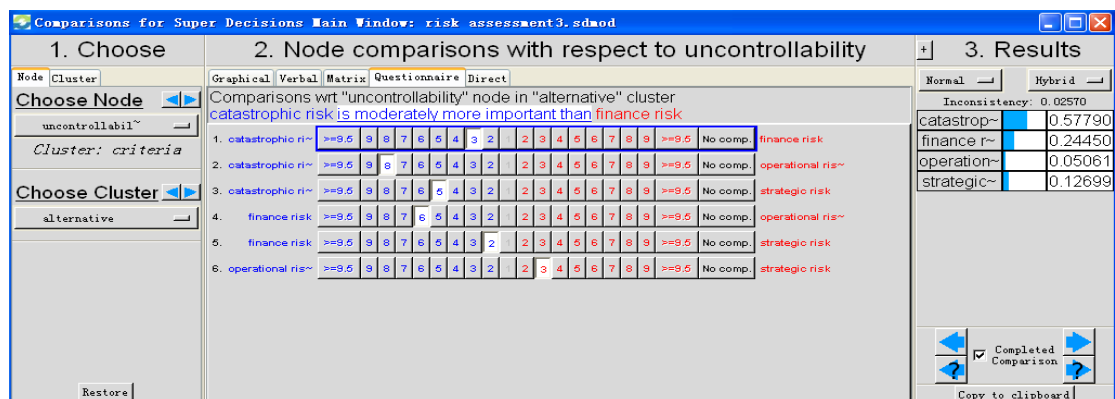 Comparisons for Super Decisions Main Window: risk assessment3.sdmod
1. Choose
Node Cluster
Choose Node
uncontrollabil~
Cluster: criteria
Choose Cluster
alternative
Restore
2. Node comparisons with respect to uncontrollability
Graphical Verbal Matrix Questionnaire Direct
Comparisons wrt "uncontrollability" node in "alternative" cluster
catastrophic risk is moderately more important than finance risk
1. catastrophic ri~ >=9.5 9 8 7 6 5 4 3 2 1 2 3 4 5 6 7 8 9 >=9.5 No comp. finance risk
2. catastrophic ri~ >=9.5 9 8 7 6 5 4 3 2 1 2 3 4 5 6 7 8 9 >=9.5 No comp. operational ris~
3. catastrophic ri~ >=9.5 9 8 7 6 5 4 3 2 1 2 3 4 5 6 7 8 9 >=9.5 No comp. strategic risk
4. finance risk >=9.5 9 8 7 6 5 4 3 2 1 2 3 4 5 6 7 8 9 >=9.5 No comp. operational ris~
5. finance risk >=9.5 9 8 7 6 5 4 3 2 1 2 3 4 5 6 7 8 9 >=9.5 No comp. strategic risk
6. operational ris~ >=9.5 9 8 7 6 5 4 3 2 1 2 3 4 5 6 7 8 9 >=9.5 No comp. strategic risk
+ 3. Results
Normal Hybrid
Inconsistency: 0.02570
catastrop~ 0.57790
finance r~ 0.24450
operation~ 0.05061
strategic~ 0.12699
Completed
Comparison
? ?
Copy to clipboard